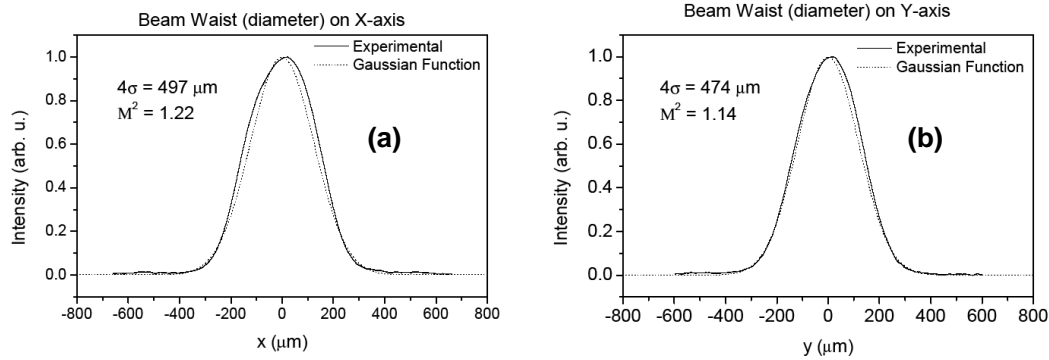 Beam Waist (diameter) on X-axis
Experimental
Gaussian Function
4σ = 497 μm
M² = 1.22
(a)
Intensity (arb. u.)
1.0
0.8
0.6
0.4
0.2
0.0
-800 -600 -400 -200 0 200 400 600 800
x (μm)
Beam Waist (diameter) on Y-axis
Experimental
Gaussian Function
4σ = 474 μm
M² = 1.14
(b)
Intensity (arb. u.)
1.0
0.8
0.6
0.4
0.2
0.0
-800 -600 -400 -200 0 200 400 600 800
y (μm)